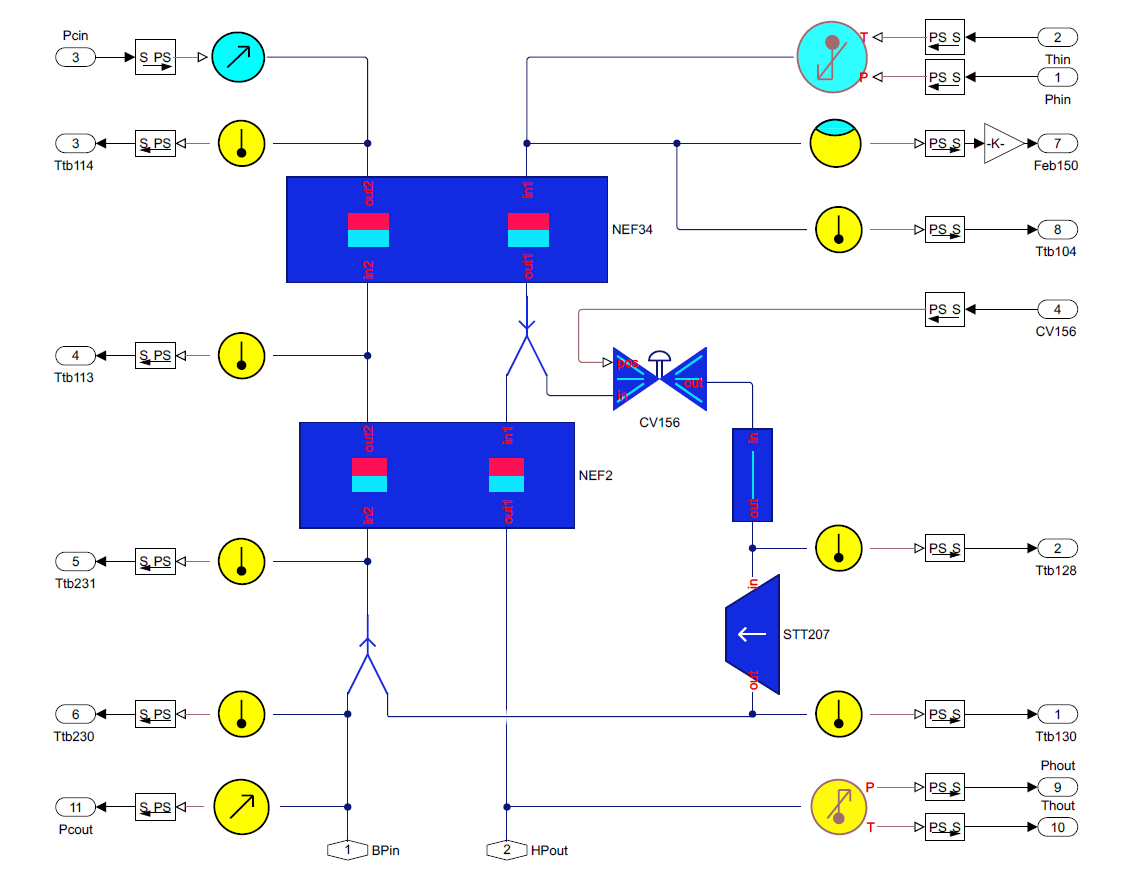 Pcin
3
S PS
T
PS S
2
Thin
P
PS S
1
Phin
3
Ttb114
S PS
PS S
-K-
7
Feb150
out2
in1
NEF34
in2
out1
PS S
8
Ttb104
PS S
4
CV156
4
Ttb113
S PS
pos
in
out
CV156
out2
in1
NEF2
in2
out1
in
out
5
Ttb231
S PS
PS S
2
Ttb128
in
STT207
out
6
Ttb230
S PS
PS S
1
Ttb130
11
Pcout
S PS
P
PS S
Phout
9
Thout
T
PS S
10
1
BPin
2
HPout